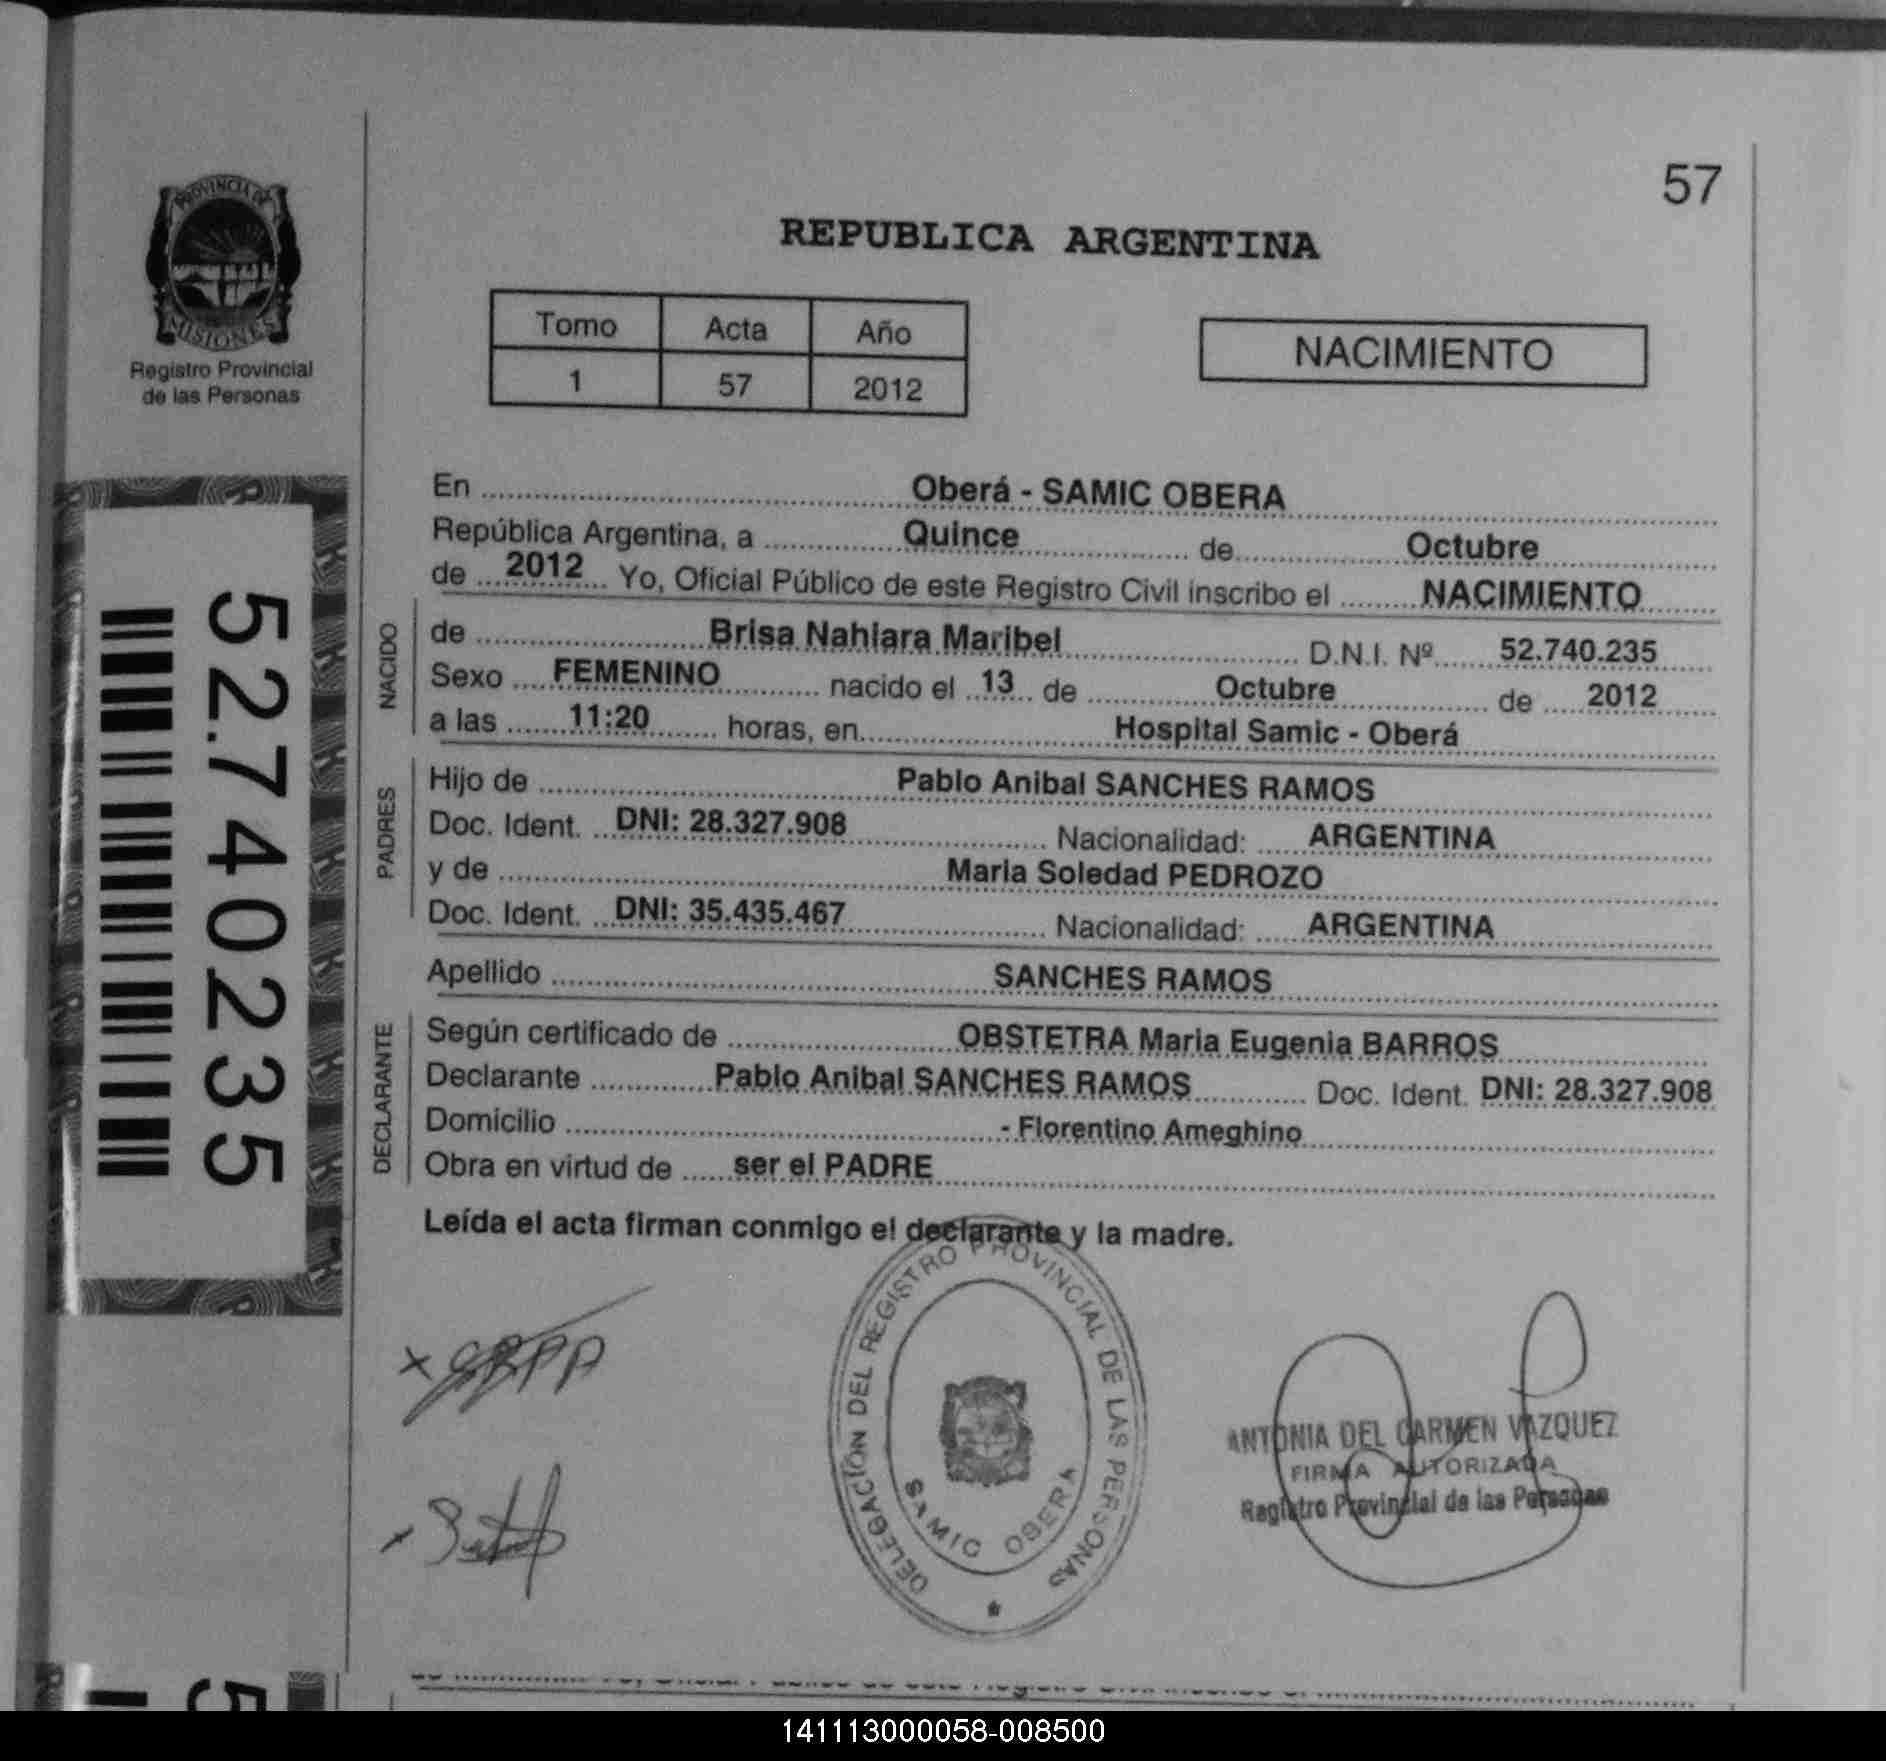 57
PROVINCIA DE
MISIONES
Registro Provincial
de las Personas
REPUBLICA ARGENTINA
Tomo Acta Año
1 57 2012
NACIMIENTO
52.740235
En Oberá - SAMIC OBERA
República Argentina, a Quince de Octubre
de 2012 Yo, Oficial Público de este Registro Civil inscribo el NACIMIENTO
NACIDO
de Brisa Nahiara Maribel D.N.I. Nº 52.740.235
Sexo FEMENINO nacido el 13 de Octubre de 2012
a las 11:20 horas, en Hospital Samic - Oberá
PADRES
Hijo de Pablo Anibal SANCHES RAMOS
Doc. Ident. DNI: 28.327.908 Nacionalidad: ARGENTINA
y de Maria Soledad PEDROZO
Doc. Ident. DNI: 35.435.467 Nacionalidad: ARGENTINA
Apellido SANCHES RAMOS
DECLARANTE
Según certificado de OBSTETRA Maria Eugenia BARROS
Declarante Pablo Anibal SANCHES RAMOS Doc. Ident. DNI: 28.327.908
Domicilio - Florentino Ameghino
Obra en virtud de ser el PADRE
Leída el acta firman conmigo el declarante y la madre.
DELEGACIÓN DEL REGISTRO PROVINCIAL DE LAS PERSONAS
SAMIC OBERA
ANTONIA DEL CARMEN VAZQUEZ
FIRMA AUTORIZADA
Registro Provincial de las Personas
5
141113000058-008500